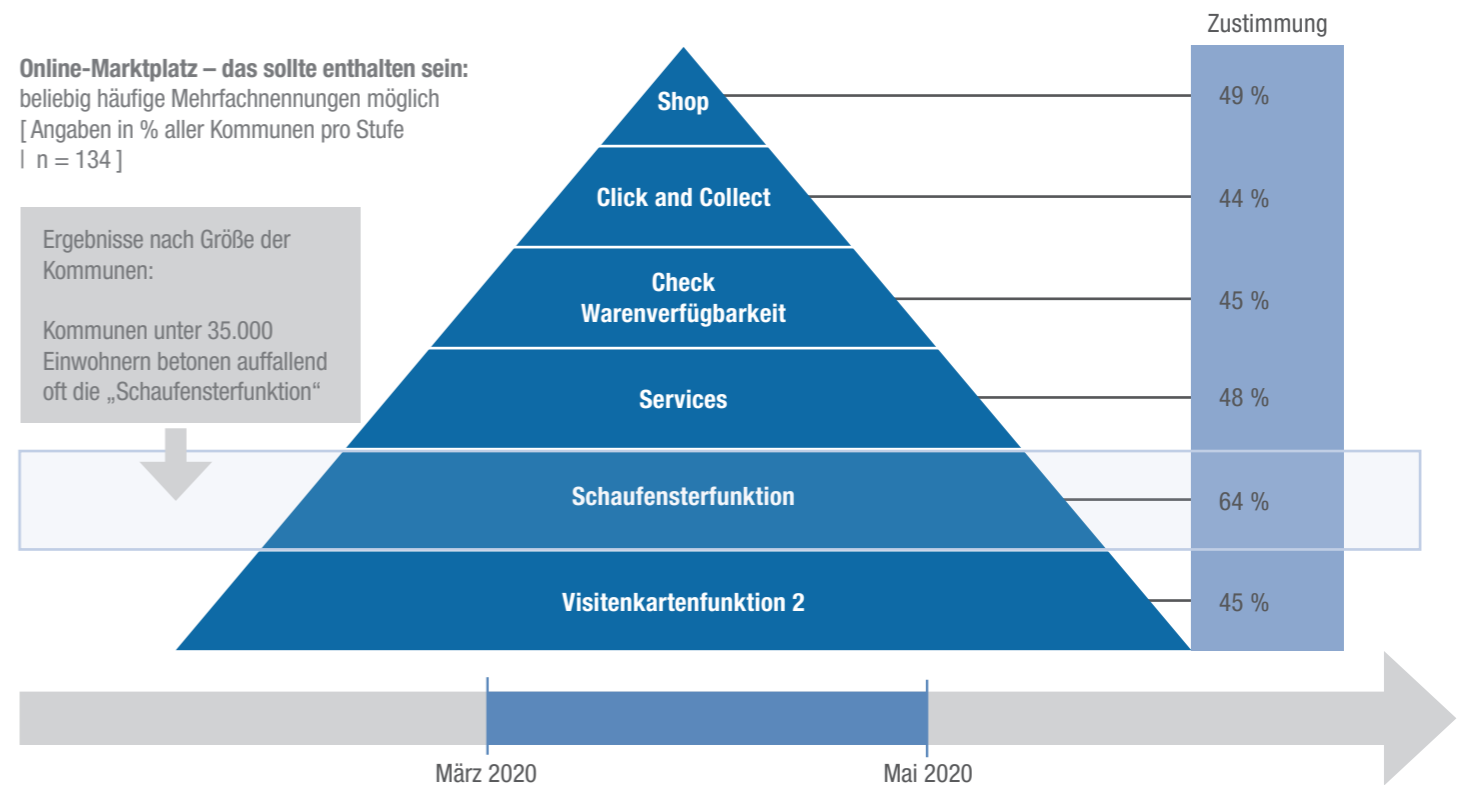 Zustimmung
Online-Marktplatz – das sollte enthalten sein:
beliebig häufige Mehrfachnennungen möglich
[ Angaben in % aller Kommunen pro Stufe
| n = 134 ]
Shop
49 %
Click and Collect
44 %
Ergebnisse nach Größe der
Kommunen:
Kommunen unter 35.000
Einwohnern betonen auffallend
oft die „Schaufensterfunktion“
Check
Warenverfügbarkeit
45 %
Services
48 %
Schaufensterfunktion
64 %
Visitenkartenfunktion 2
45 %
März 2020
Mai 2020